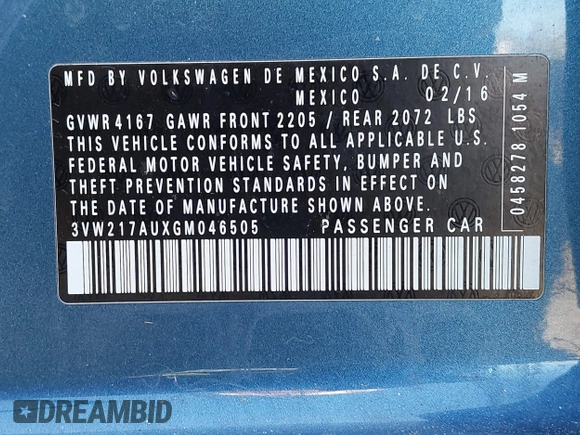 MFD BY VOLKSWAGEN DE MEXICO S.A. DE C.V.
MEXICO 02/16
GVWR 4167 GAWR FRONT 2205 / REAR 2072 LBS
THIS VEHICLE CONFORMS TO ALL APPLICABLE U.S.
FEDERAL MOTOR VEHICLE SAFETY, BUMPER AND
THEFT PREVENTION STANDARDS IN EFFECT ON
THE DATE OF MANUFACTURE SHOWN ABOVE.
3VW217AUXGM046505 PASSENGER CAR
0458278 1054 M
DREAMBID